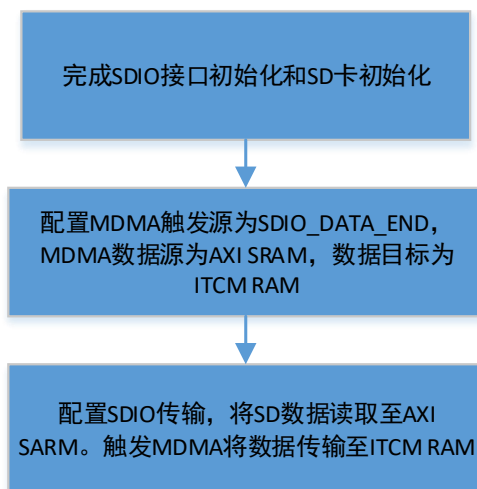 完成SDIO接口初始化和SD卡初始化
配置MDMA触发源为SDIO_DATA_END，
MDMA数据源为AXI SRAM，数据目标为
ITCM RAM
配置SDIO传输，将SD数据读取至AXI
SARM。触发MDMA将数据传输至ITCM RAM